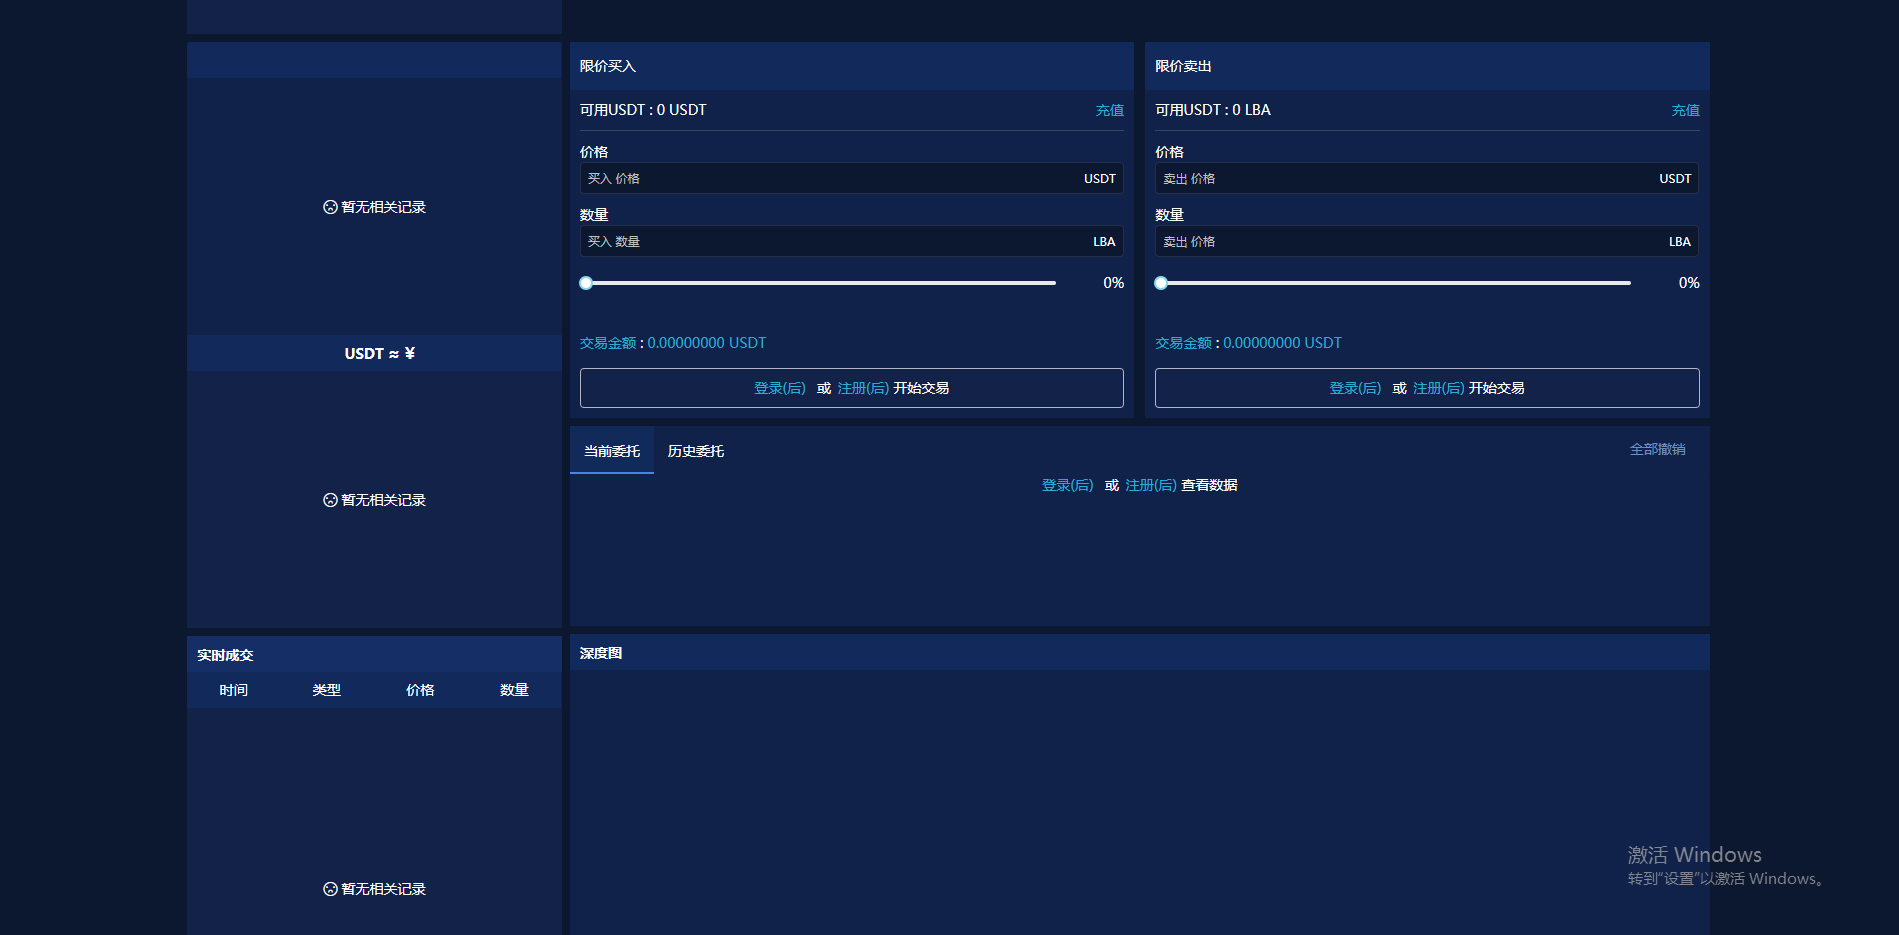 暂无相关记录
USDT ≈ ¥
暂无相关记录
实时成交
时间 类型 价格 数量
暂无相关记录
限价买入
可用USDT : 0 USDT 充值
价格
买入 价格 USDT
数量
买入 数量 LBA
0%
交易金额 : 0.00000000 USDT
登录(后) 或 注册(后) 开始交易
限价卖出
可用USDT : 0 LBA 充值
价格
卖出 价格 USDT
数量
卖出 价格 LBA
0%
交易金额 : 0.00000000 USDT
登录(后) 或 注册(后) 开始交易
当前委托 历史委托 全部撤销
登录(后) 或 注册(后) 查看数据
深度图
激活 Windows
转到“设置”以激活 Windows。